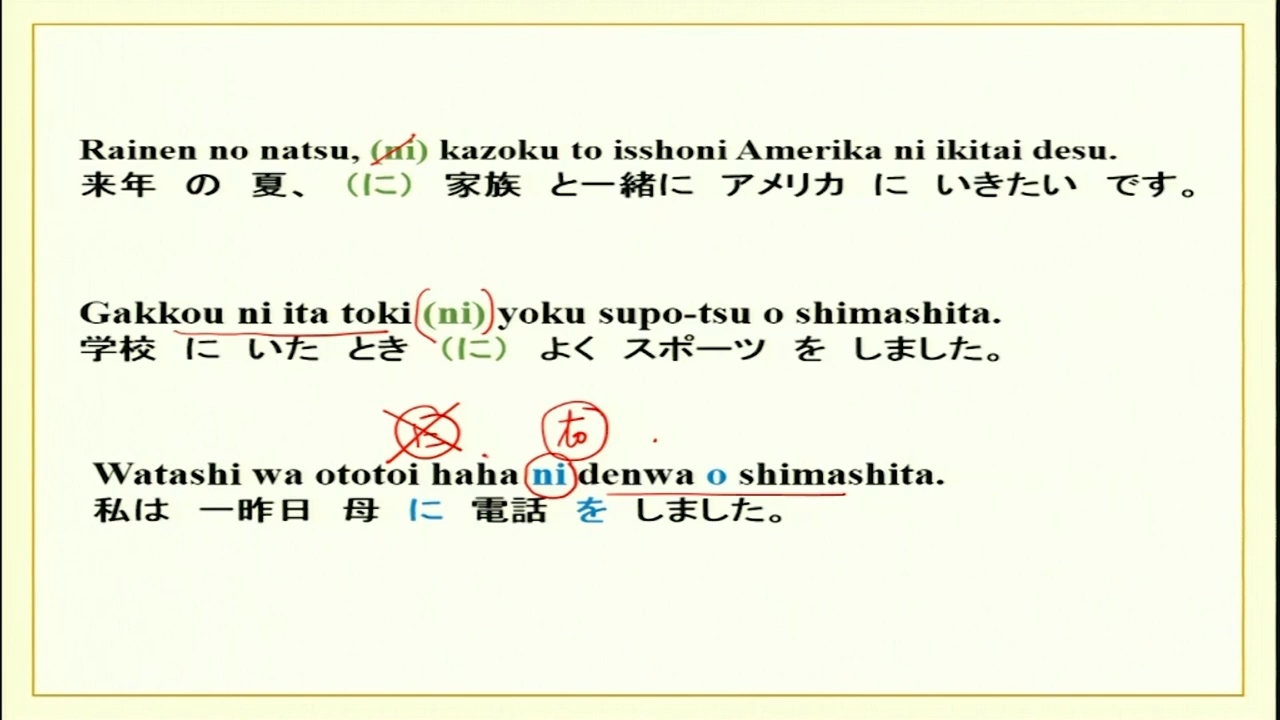 Rainen no natsu, (ni) kazoku to isshoni Amerika ni ikitai desu.
来年 の 夏、 （に） 家族 と一緒に アメリカ に いきたい です。
Gakkou ni ita toki (ni) yoku supo-tsu o shimashita.
学校 に いた とき （に） よく スポーツ を しました。
に to
Watashi wa ototoi haha ni denwa o shimashita.
私は 一昨日 母 に 電話 を しました。